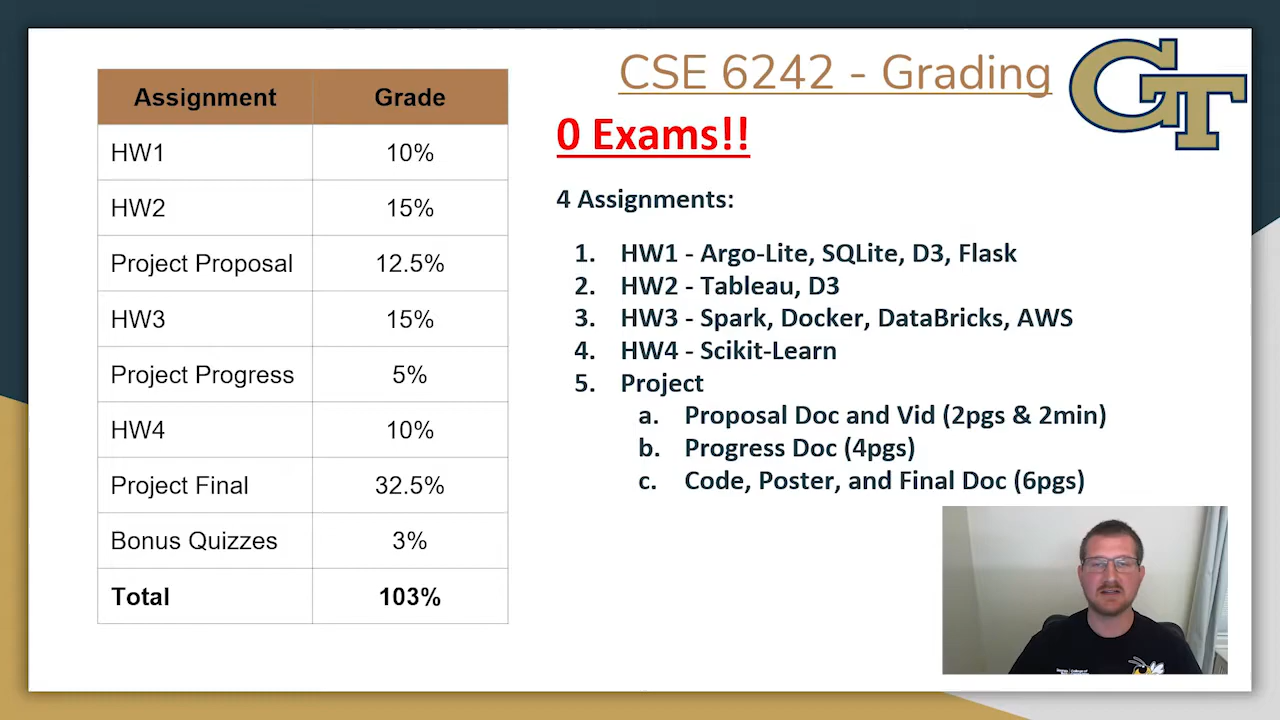 CSE 6242 - Grading
GT
Assignment Grade
HW1 10%
HW2 15%
Project Proposal 12.5%
HW3 15%
Project Progress 5%
HW4 10%
Project Final 32.5%
Bonus Quizzes 3%
Total 103%
0 Exams!!
4 Assignments:
1. HW1 - Argo-Lite, SQLite, D3, Flask
2. HW2 - Tableau, D3
3. HW3 - Spark, Docker, DataBricks, AWS
4. HW4 - Scikit-Learn
5. Project
a. Proposal Doc and Vid (2pgs & 2min)
b. Progress Doc (4pgs)
c. Code, Poster, and Final Doc (6pgs)